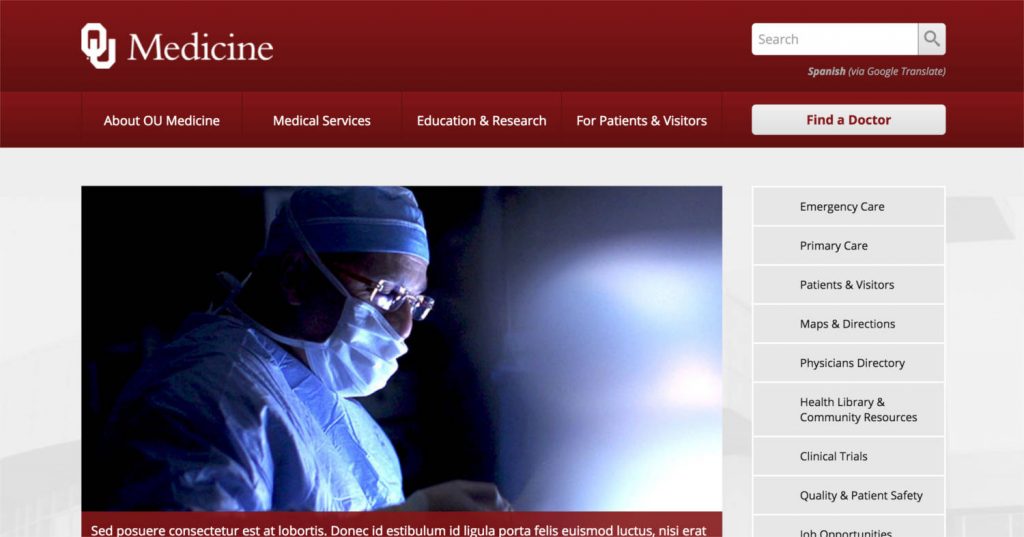 OU Medicine
Search
Spanish (via Google Translate)
About OU Medicine
Medical Services
Education & Research
For Patients & Visitors
Find a Doctor
Emergency Care
Primary Care
Patients & Visitors
Maps & Directions
Physicians Directory
Health Library &
Community Resources
Clinical Trials
Quality & Patient Safety
Job Opportunities
Sed posuere consectetur est at lobortis. Donec id estibulum id ligula porta felis euismod luctus, nisi erat